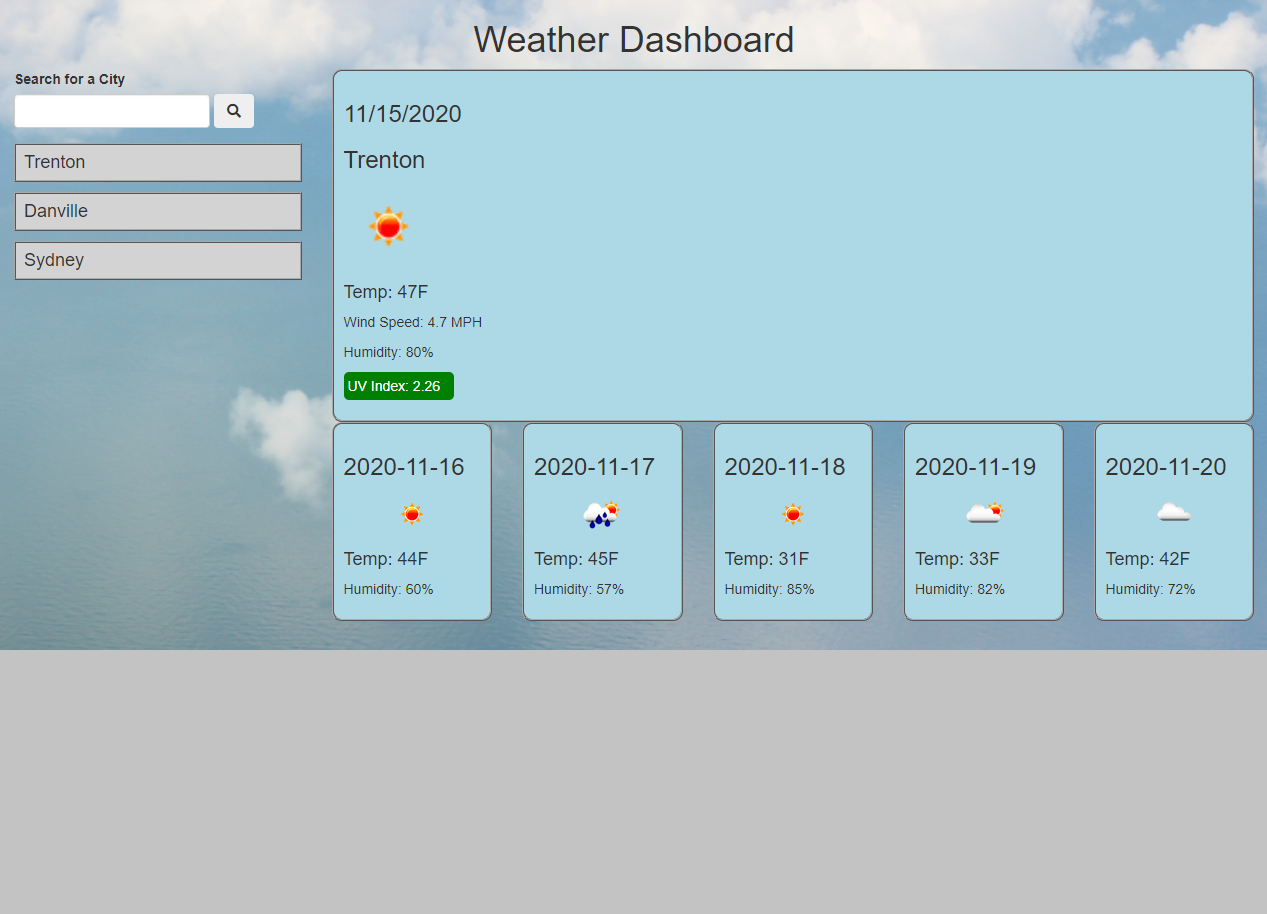 Weather Dashboard
Search for a City
Trenton
Danville
Sydney
11/15/2020
Trenton
Temp: 47F
Wind Speed: 4.7 MPH
Humidity: 80%
UV Index: 2.26
2020-11-16
Temp: 44F
Humidity: 60%
2020-11-17
Temp: 45F
Humidity: 57%
2020-11-18
Temp: 31F
Humidity: 85%
2020-11-19
Temp: 33F
Humidity: 82%
2020-11-20
Temp: 42F
Humidity: 72%